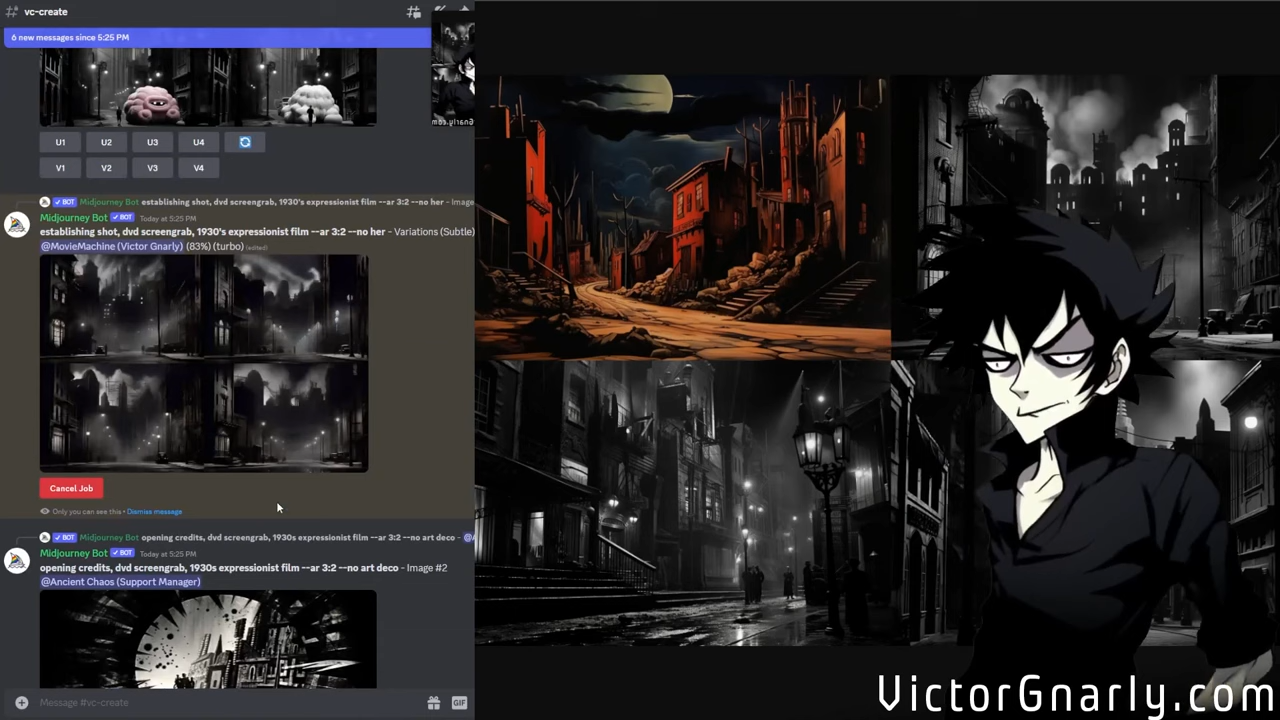 vc-create
6 new messages since 5:25 PM
U1 U2 U3 U4
V1 V2 V3 V4
BOT Midjourney Bot establishing shot, dvd screengrab, 1930's expressionist film --ar 3:2 --no her - Image
Midjourney Bot BOT Today at 5:25 PM
establishing shot, dvd screengrab, 1930's expressionist film --ar 3:2 --no her - Variations (Subtle)
@MovieMachine (Victor Gnarly) (83%) (turbo) (edited)
Cancel Job
Only you can see this • Dismiss message
BOT Midjourney Bot opening credits, dvd screengrab, 1930s expressionist film --ar 3:2 --no art deco - @
Midjourney Bot BOT Today at 5:25 PM
opening credits, dvd screengrab, 1930s expressionist film --ar 3:2 --no art deco - Image #2
@Ancient Chaos (Support Manager)
Message #vc-create
GIF
VictorGnarly.com